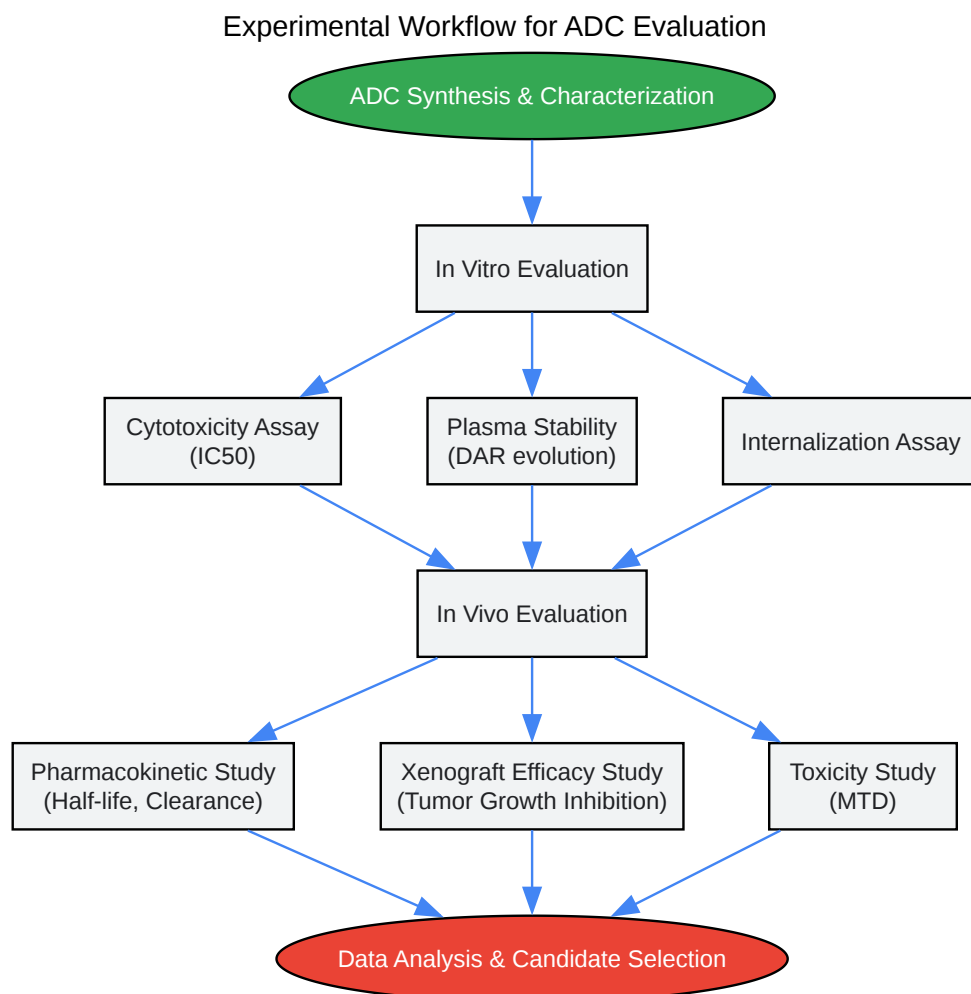 Experimental Workflow for ADC Evaluation
ADC Synthesis & Characterization
In Vitro Evaluation
Cytotoxicity Assay
(IC50)
Plasma Stability
(DAR evolution)
Internalization Assay
In Vivo Evaluation
Pharmacokinetic Study
(Half-life, Clearance)
Xenograft Efficacy Study
(Tumor Growth Inhibition)
Toxicity Study
(MTD)
Data Analysis & Candidate Selection